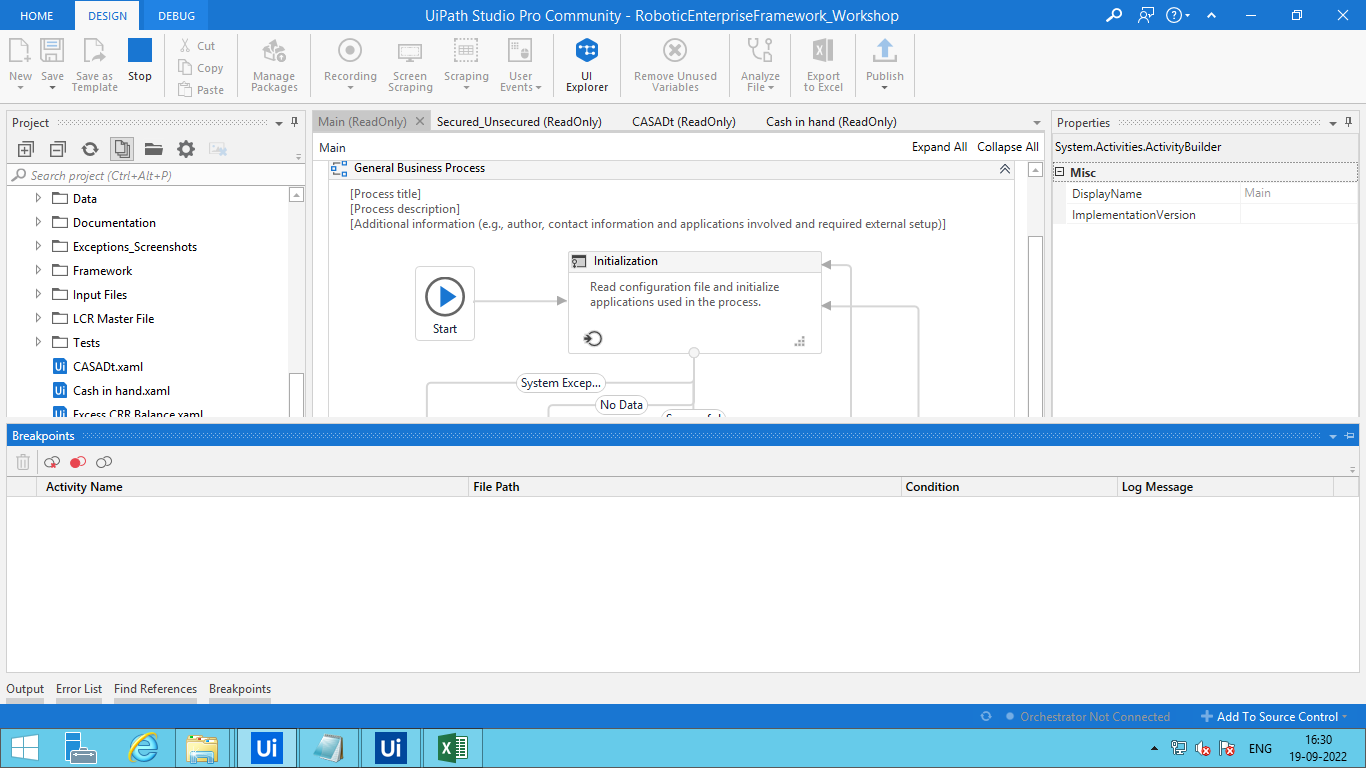 HOME DESIGN DEBUG UiPath Studio Pro Community - RoboticEnterpriseFramework_Workshop
New Save Save as Template Stop
Cut
Copy
Paste
Manage Packages
Recording Screen Scraping Scraping User Events
UI Explorer
Remove Unused Variables
Analyze File
Export to Excel
Publish
Project
Search project (Ctrl+Alt+P)
Data
Documentation
Exceptions_Screenshots
Framework
Input Files
LCR Master File
Tests
CASADt.xaml
Cash in hand.xaml
Excess CRR Balance.xaml
Main (ReadOnly) Secured_Unsecured (ReadOnly) CASADt (ReadOnly) Cash in hand (ReadOnly)
Main Expand All Collapse All
General Business Process
[Process title]
[Process description]
[Additional information (e.g., author, contact information and applications involved and required external setup)]
Start
Initialization
Read configuration file and initialize
applications used in the process.
System Excep...
No Data
Properties
System.Activities.ActivityBuilder
Misc
DisplayName Main
ImplementationVersion
Breakpoints
Activity Name File Path Condition Log Message
Output Error List Find References Breakpoints
Orchestrator Not Connected Add To Source Control
ENG
16:30
19-09-2022